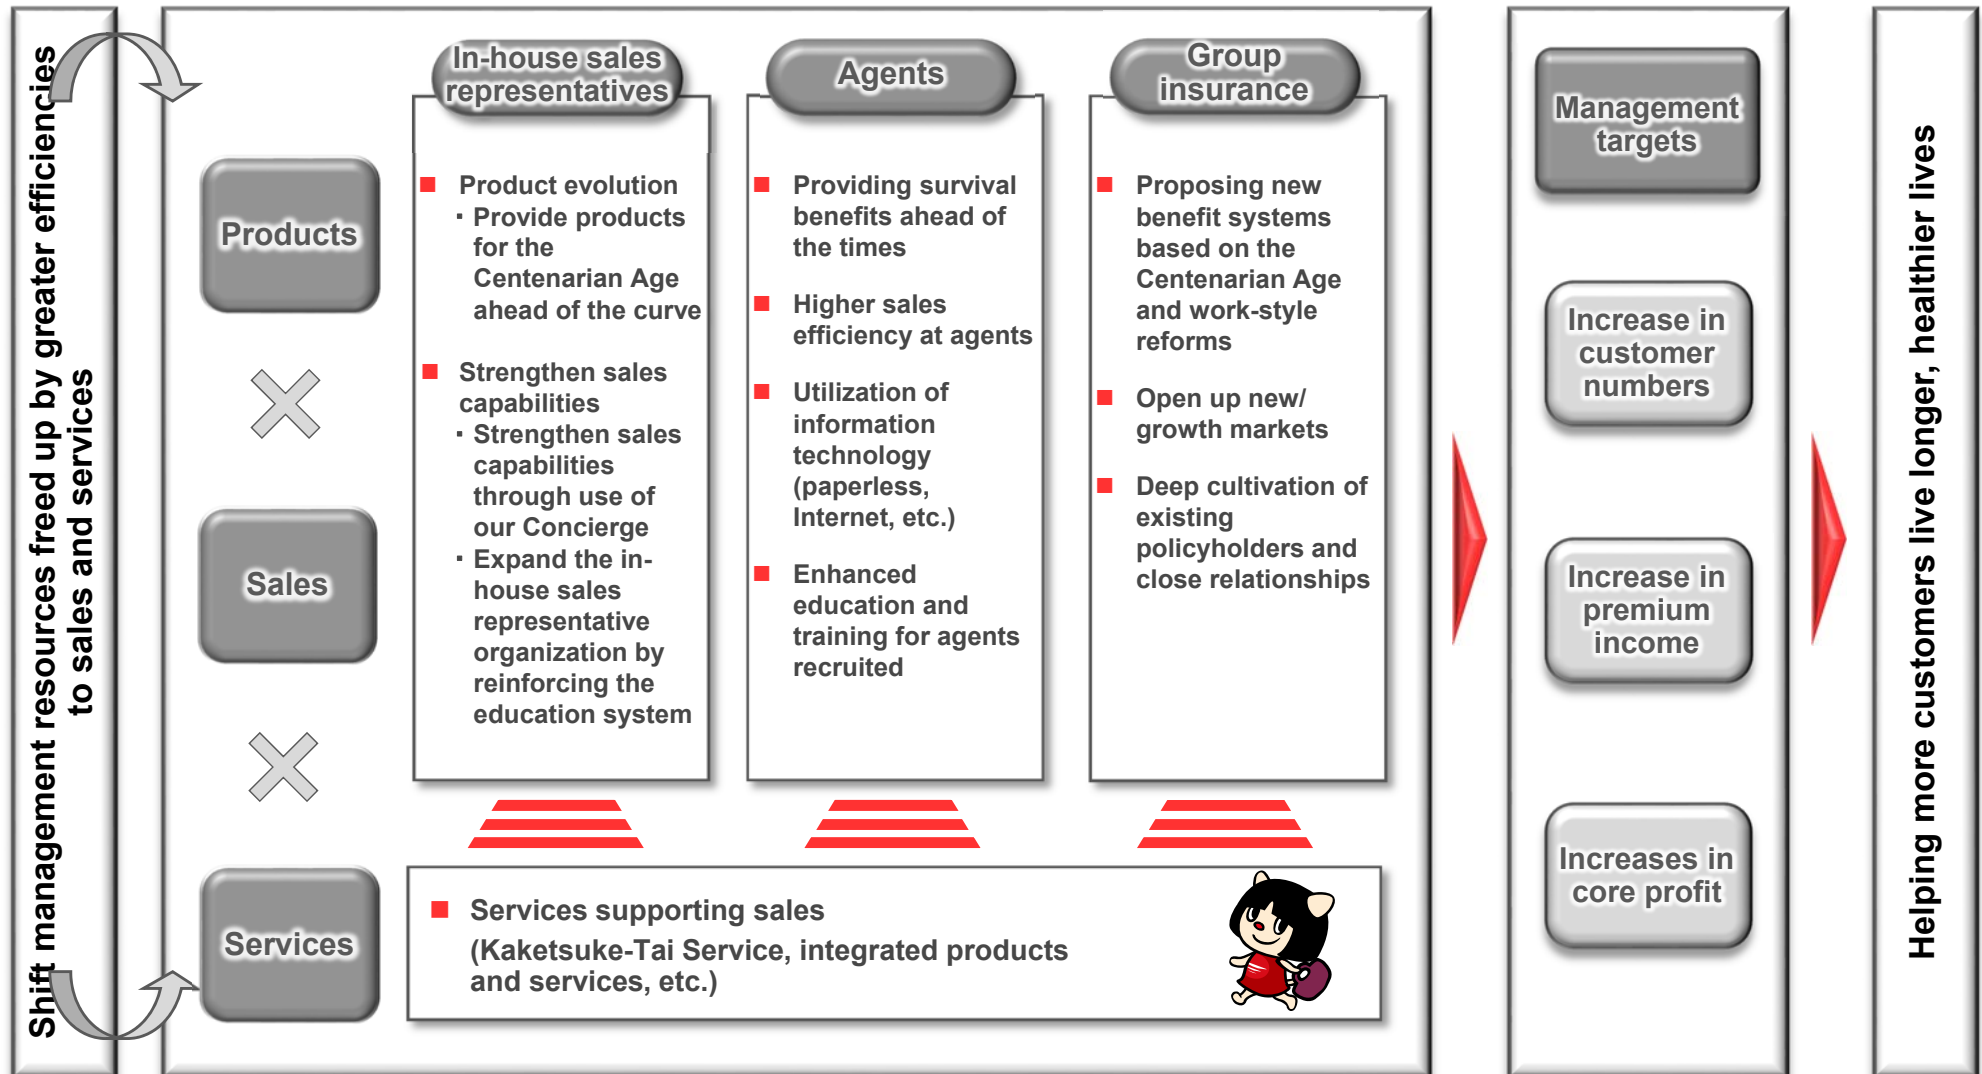 Shift management resources freed up by greater efficiencies
to sales and services
Products
Sales
Services
In-house sales
representatives
■ Product evolution
▪ Provide products
for the
Centenarian Age
ahead of the curve
■ Strengthen sales
capabilities
▪ Strengthen sales
capabilities
through use of
our Concierge
▪ Expand the in-
house sales
representative
organization by
reinforcing the
education system
Agents
■ Providing survival
benefits ahead of
the times
■ Higher sales
efficiency at agents
■ Utilization of
information
technology
(paperless,
Internet, etc.)
■ Enhanced
education and
training for agents
recruited
Group
insurance
■ Proposing new
benefit systems
based on the
Centenarian Age
and work-style
reforms
■ Open up new/
growth markets
■ Deep cultivation of
existing
policyholders and
close relationships
■ Services supporting sales
(Kaketsuke-Tai Service, integrated products
and services, etc.)
Management
targets
Increase in
customer
numbers
Increase in
premium
income
Increases in
core profit
Helping more customers live longer, healthier lives